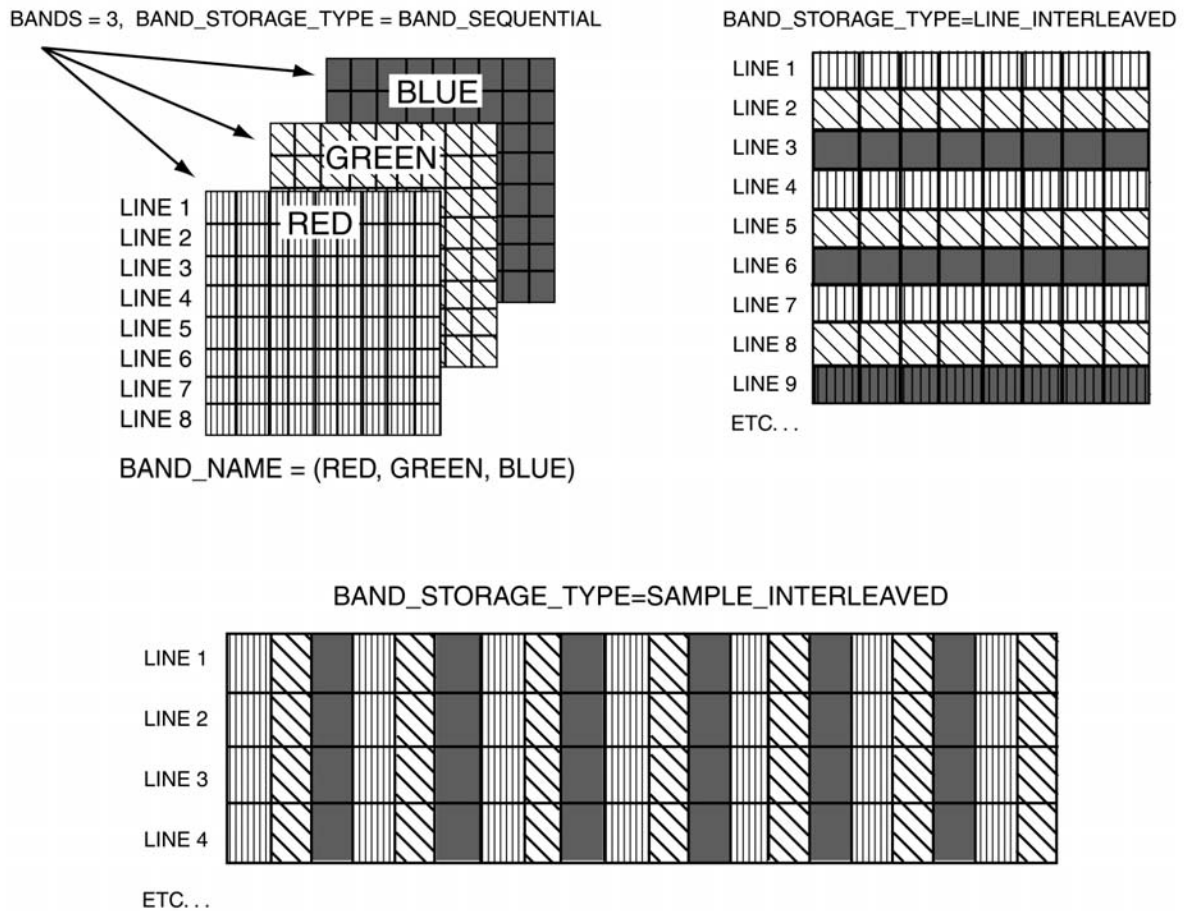 BANDS = 3, BAND_STORAGE_TYPE = BAND_SEQUENTIAL
BLUE
GREEN
RED
LINE 1
LINE 2
LINE 3
LINE 4
LINE 5
LINE 6
LINE 7
LINE 8
BAND_NAME = (RED, GREEN, BLUE)
BAND_STORAGE_TYPE=LINE_INTERLEAVED
LINE 1
LINE 2
LINE 3
LINE 4
LINE 5
LINE 6
LINE 7
LINE 8
LINE 9
ETC. . .
BAND_STORAGE_TYPE=SAMPLE_INTERLEAVED
LINE 1
LINE 2
LINE 3
LINE 4
ETC. . .